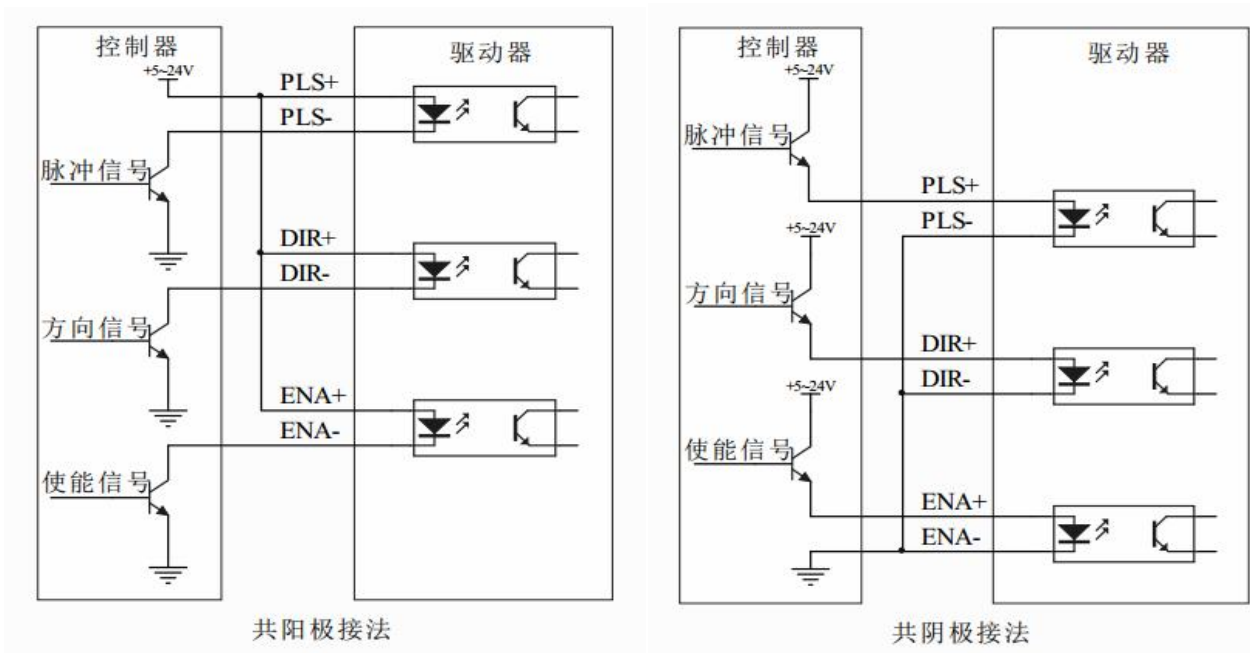 控制器
驱动器
+5~24V
PLS+
PLS-
脉冲信号
DIR+
DIR-
方向信号
ENA+
ENA-
使能信号
共阳极接法
控制器
驱动器
+5~24V
脉冲信号
PLS+
PLS-
+5~24V
方向信号
DIR+
DIR-
+5~24V
使能信号
ENA+
ENA-
共阴极接法